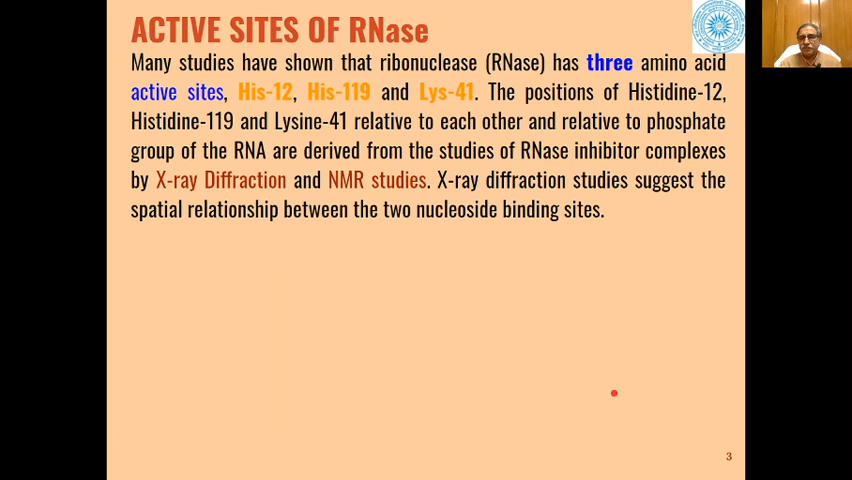 ACTIVE SITES OF RNase
Many studies have shown that ribonuclease (RNase) has three amino acid
active sites, His-12, His-119 and Lys-41. The positions of Histidine-12,
Histidine-119 and Lysine-41 relative to each other and relative to phosphate
group of the RNA are derived from the studies of RNase inhibitor complexes
by X-ray Diffraction and NMR studies. X-ray diffraction studies suggest the
spatial relationship between the two nucleoside binding sites.
3